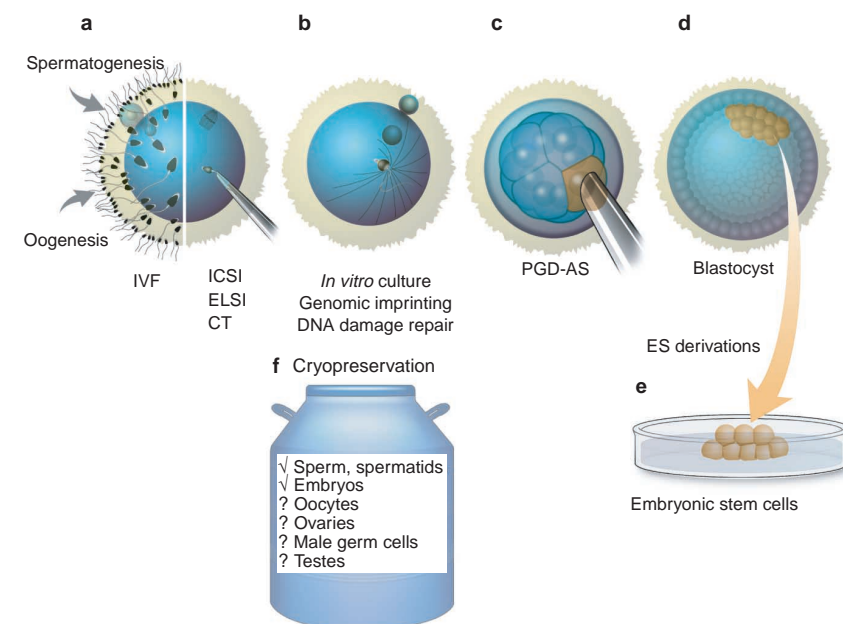 a
b
c
d
Spermatogenesis
Oogenesis
IVF
ICSI
ELSI
CT
In vitro culture
Genomic imprinting
DNA damage repair
PGD-AS
Blastocyst
ES derivations
e
Embryonic stem cells
f Cryopreservation
√ Sperm, spermatids
√ Embryos
? Oocytes
? Ovaries
? Male germ cells
? Testes